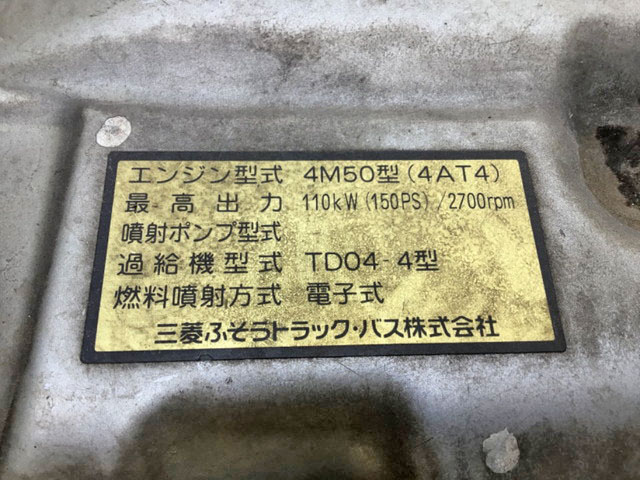 エンジン型式 4M50型(4AT4)
最高出力 110kW(150PS)/2700rpm
噴射ポンプ型式
過給機型式 TD04-4型
燃料噴射方式 電子式
三菱ふそうトラック・バス株式会社